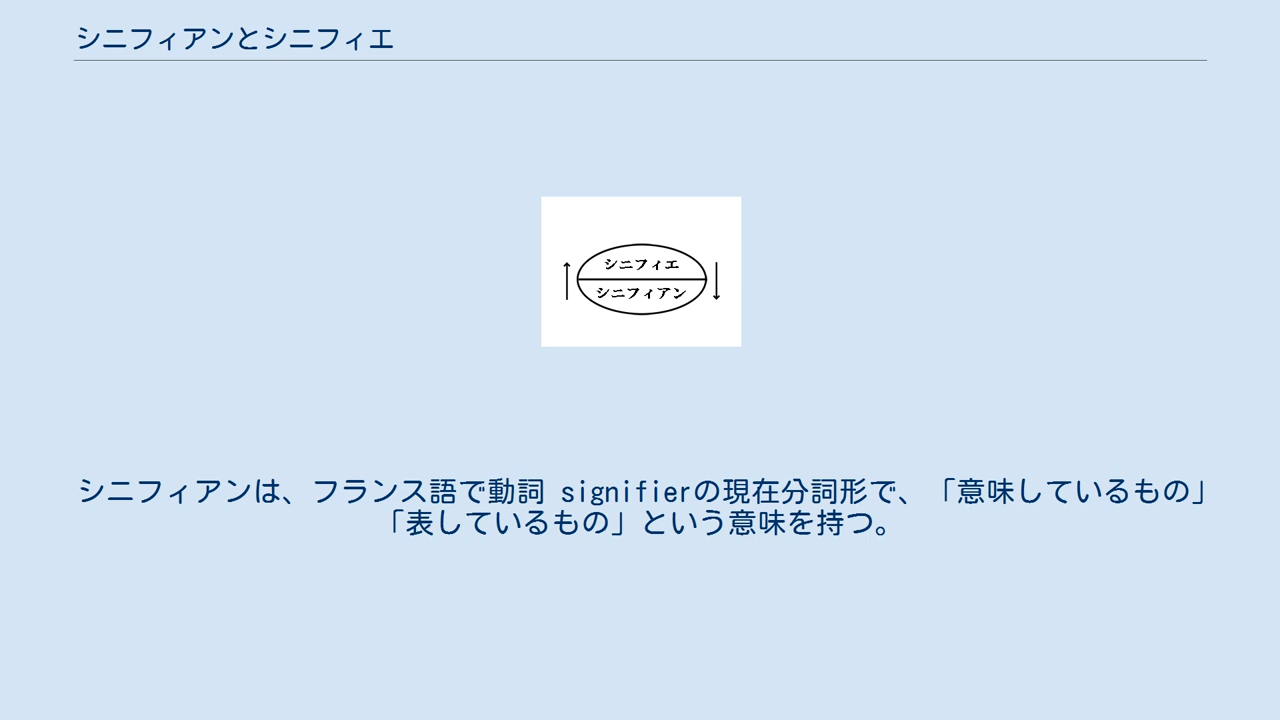 シニフィアンとシニフィエ
シニフィエ
シニフィアン
シニフィアンは、フランス語で動詞 signifierの現在分詞形で、「意味しているもの」
「表しているもの」という意味を持つ。